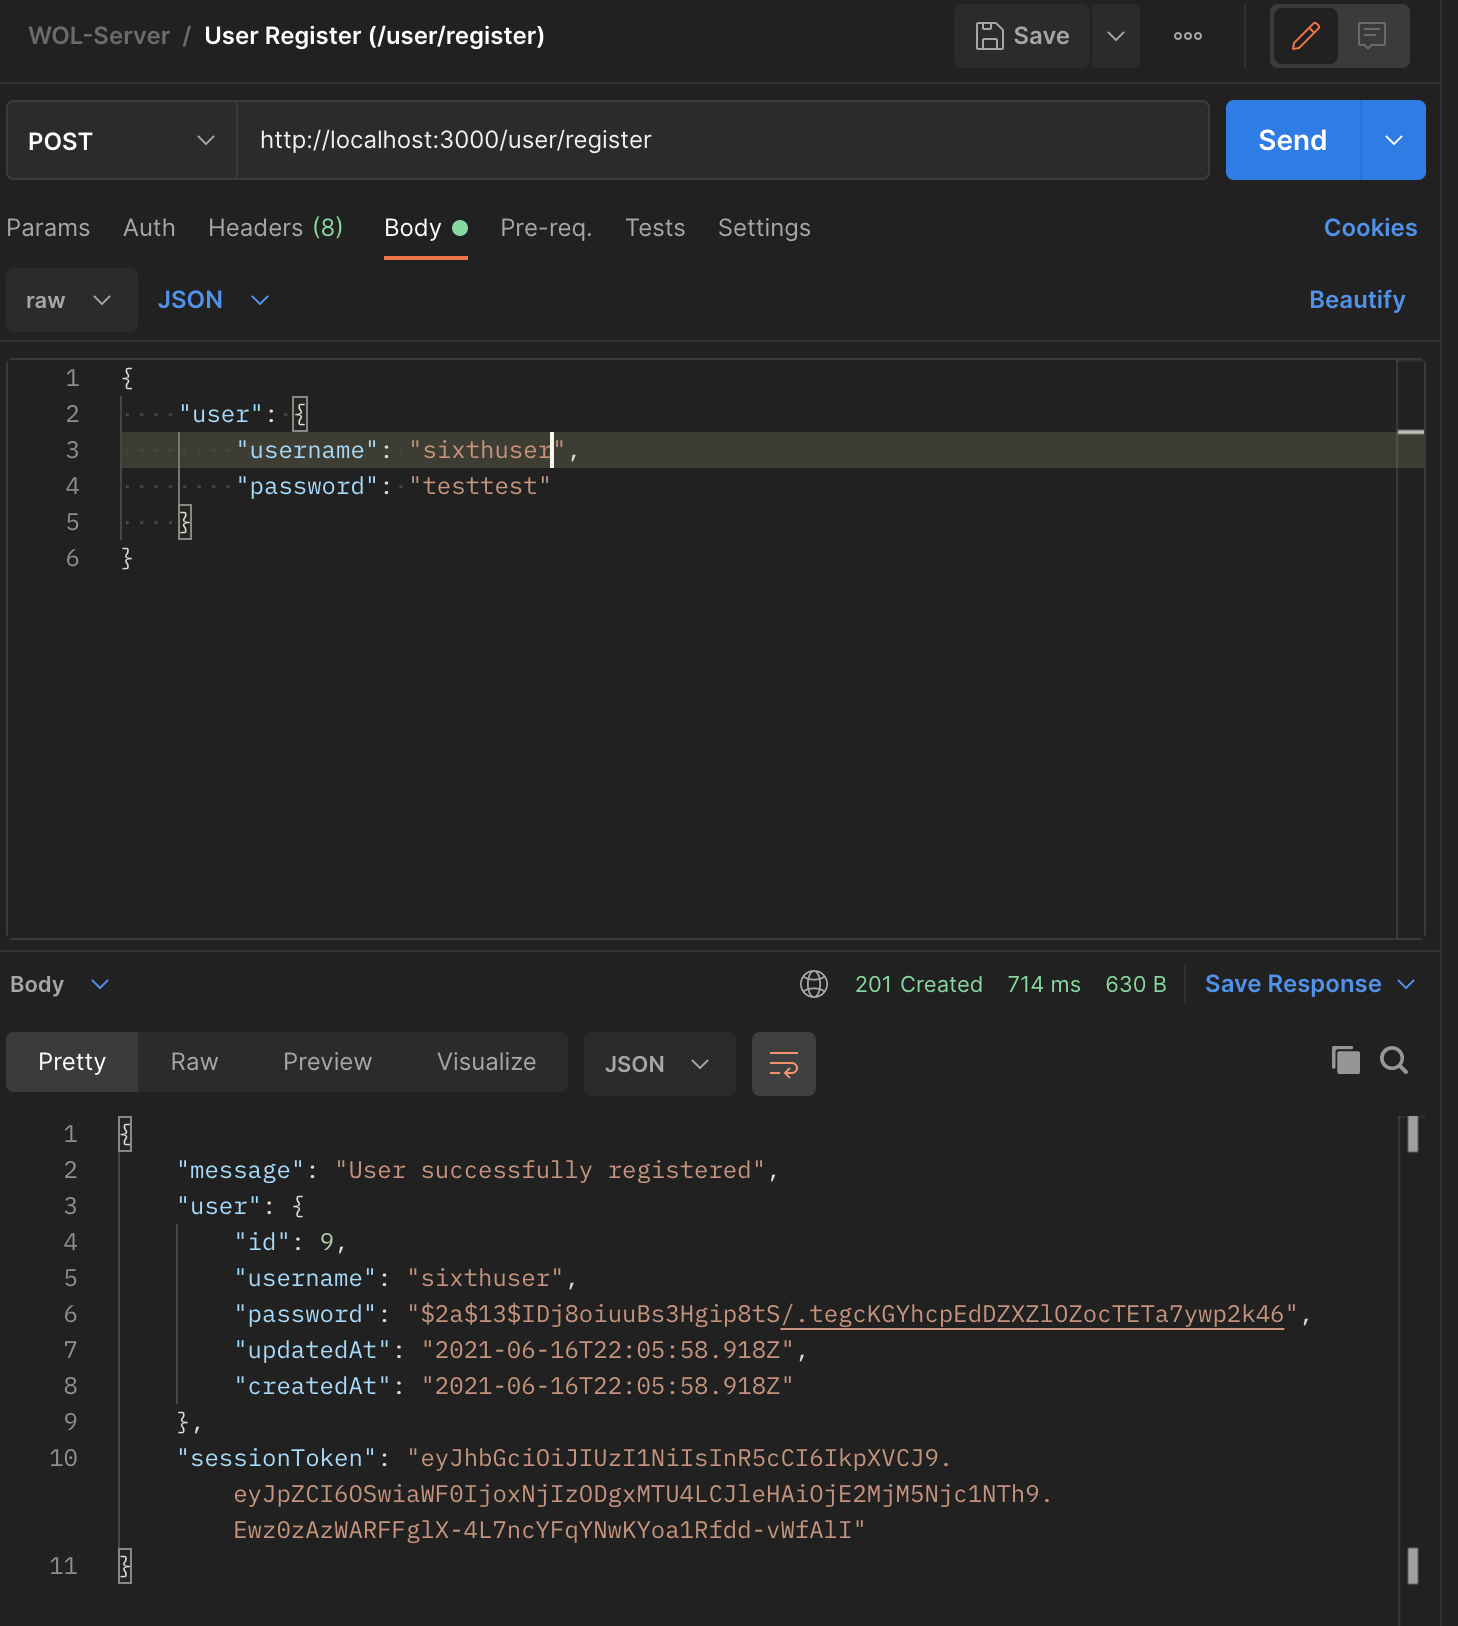 WOL-Server / User Register (/user/register)
Save
POST
http://localhost:3000/user/register
Send
Params Auth Headers (8) Body Pre-req. Tests Settings Cookies
raw JSON Beautify
1 {
2 "user": {
3 "username": "sixthuser",
4 "password": "testtest"
5 }
6 }
Body 201 Created 714 ms 630 B Save Response
Pretty Raw Preview Visualize JSON
1 {
2 "message": "User successfully registered",
3 "user": {
4 "id": 9,
5 "username": "sixthuser",
6 "password": "$2a$13$IDj8oiuuBs3Hgip8tS/.tegcKGYhcpEdDZXZlOZocTETa7ywp2k46",
7 "updatedAt": "2021-06-16T22:05:58.918Z",
8 "createdAt": "2021-06-16T22:05:58.918Z"
9 },
10 "sessionToken": "eyJhbGciOiJIUzI1NiIsInR5cCI6IkpXVCJ9.
eyJpZCI6OSwiaWF0IjoxNjIzODgxMTU4LCJleHAiOjE2MjM5Njc1NTh9.
Ewz0zAzWARFFglX-4L7ncYFqYNwKYoa1Rfdd-vWfAlI"
11 }